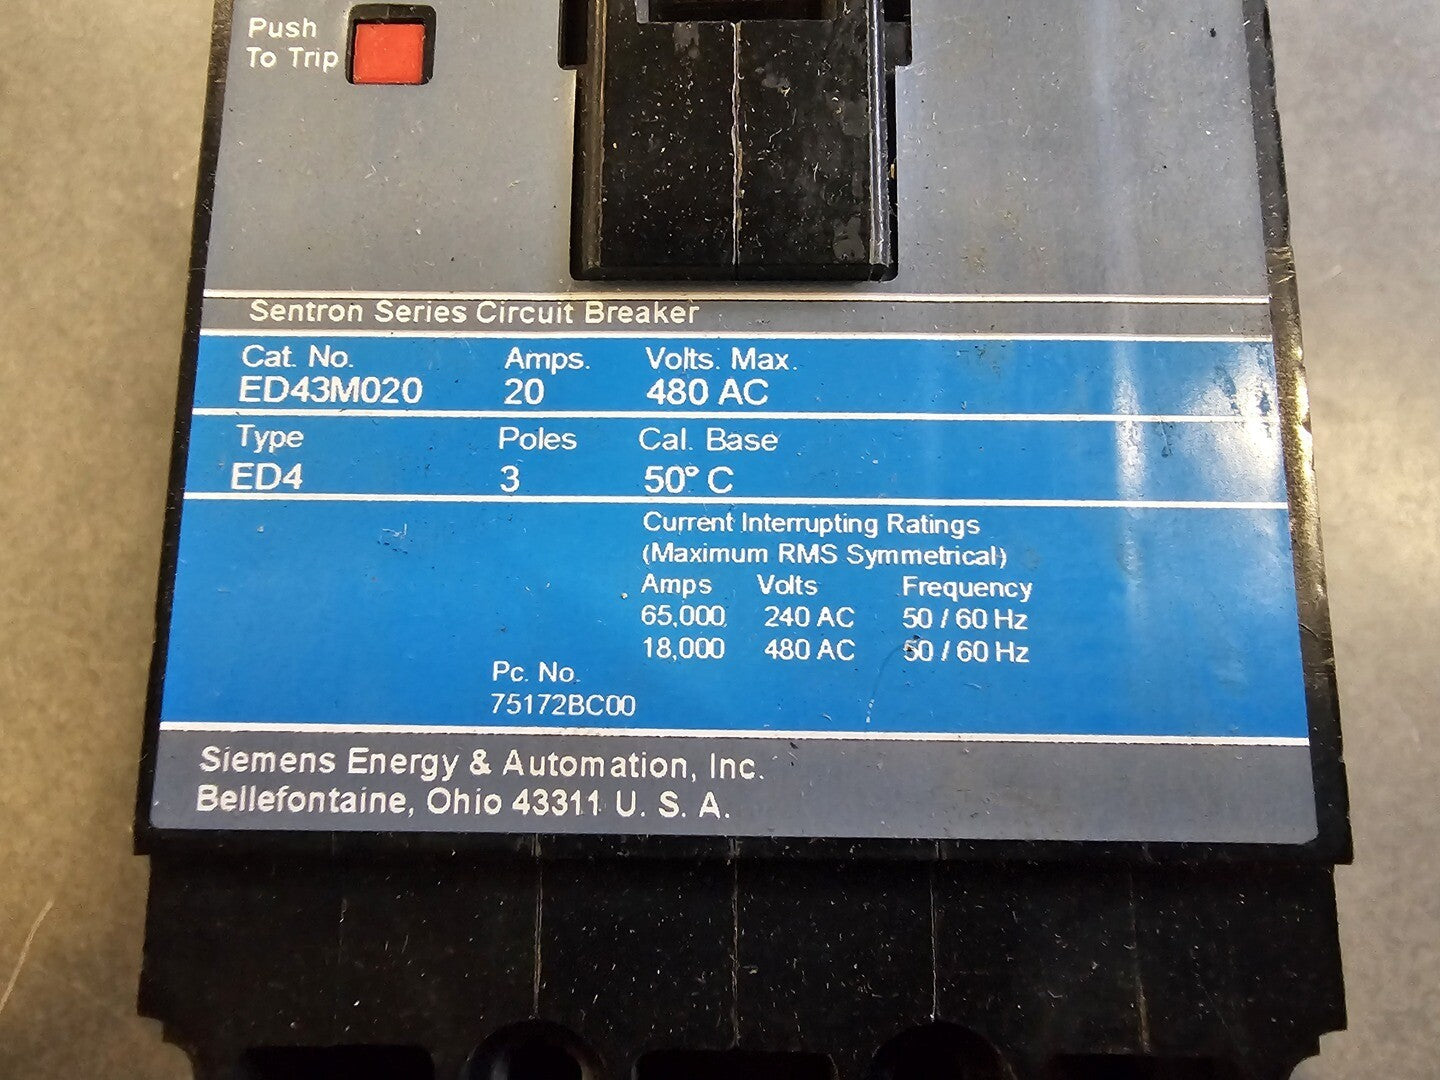 Push
To Trip
Sentron Series Circuit Breaker
Cat. No. Amps. Volts. Max.
ED43M020 20 480 AC
Type Poles Cal. Base
ED4 3 50° C
Current Interrupting Ratings
(Maximum RMS Symmetrical)
Amps Volts Frequency
65,000 240 AC 50 / 60 Hz
18,000 480 AC 50 / 60 Hz
Pc. No.
75172BC00
Siemens Energy & Automation, Inc.
Bellefontaine, Ohio 43311 U. S. A.